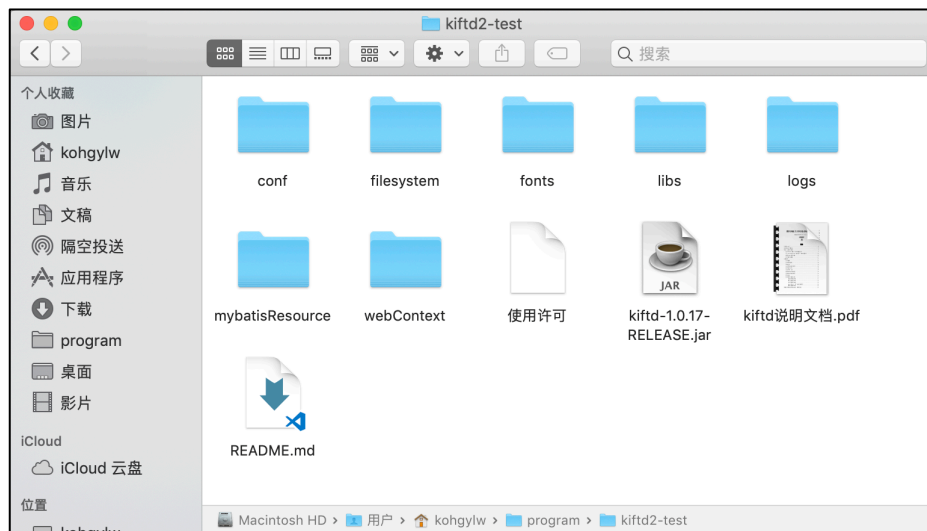 kiftd2-test
搜索
个人收藏
图片
kohgylw
音乐
文稿
隔空投送
应用程序
下载
program
桌面
影片
iCloud
iCloud 云盘
位置
conf
filesystem
fonts
libs
logs
mybatisResource
webContext
使用许可
JAR
kiftd-1.0.17-
RELEASE.jar
kiftd说明文档.pdf
README.md
Macintosh HD › 用户 › kohgylw › program › kiftd2-test